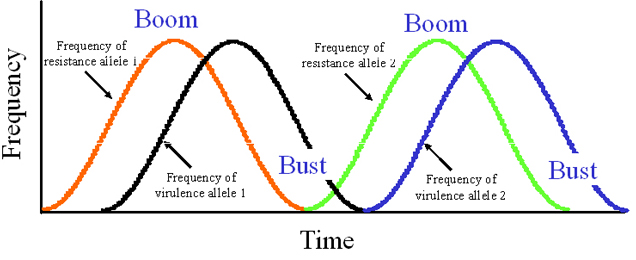 Boom
Frequency of
resistance allele 1
Boom
Frequency of
resistance allele 2
Frequency
Frequency of
virulence allele 1
Bust
Frequency of
virulence allele 2
Bust
Time